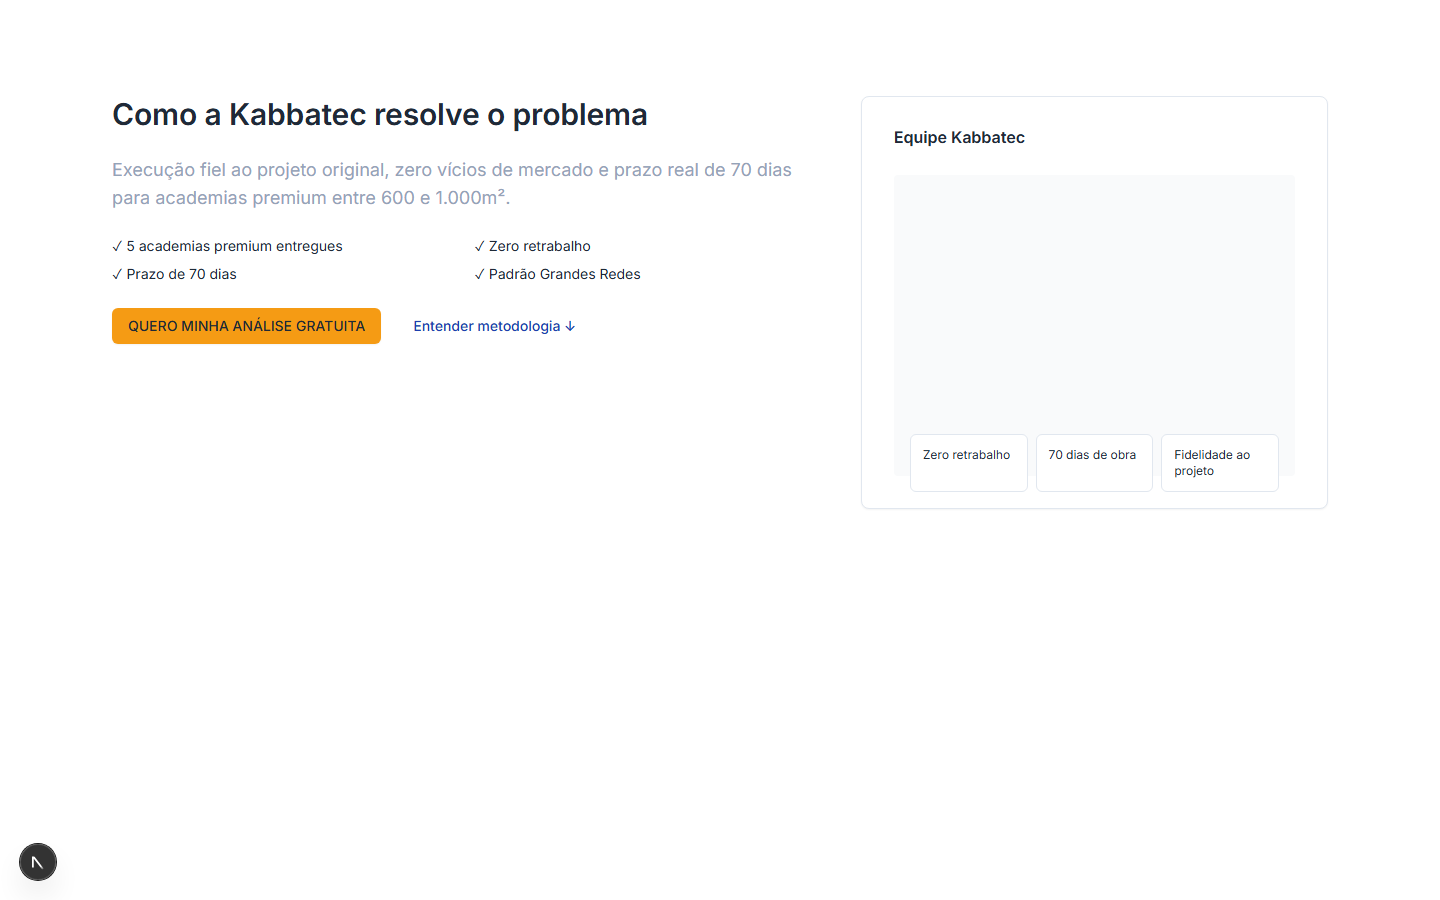 Como a Kabbatec resolve o problema
Execução fiel ao projeto original, zero vícios de mercado e prazo real de 70 dias
para academias premium entre 600 e 1.000m².
✓ 5 academias premium entregues
✓ Zero retrabalho
✓ Prazo de 70 dias
✓ Padrão Grandes Redes
QUERO MINHA ANÁLISE GRATUITA
Entender metodologia ↓
Equipe Kabbatec
Zero retrabalho
70 dias de obra
Fidelidade ao
projeto